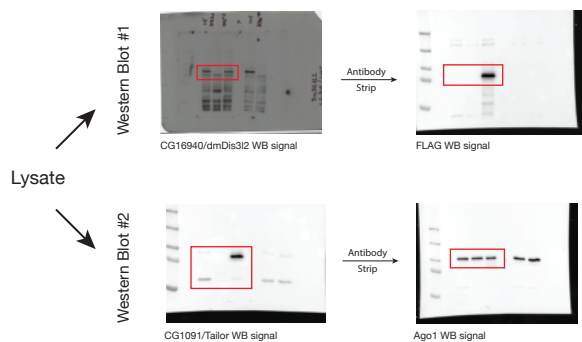 Western Blot #1
CG16940/dmDis3l2 WB signal
Antibody
Strip
FLAG WB signal
Lysate
Western Blot #2
CG1091/Tailor WB signal
Antibody
Strip
Ago1 WB signal